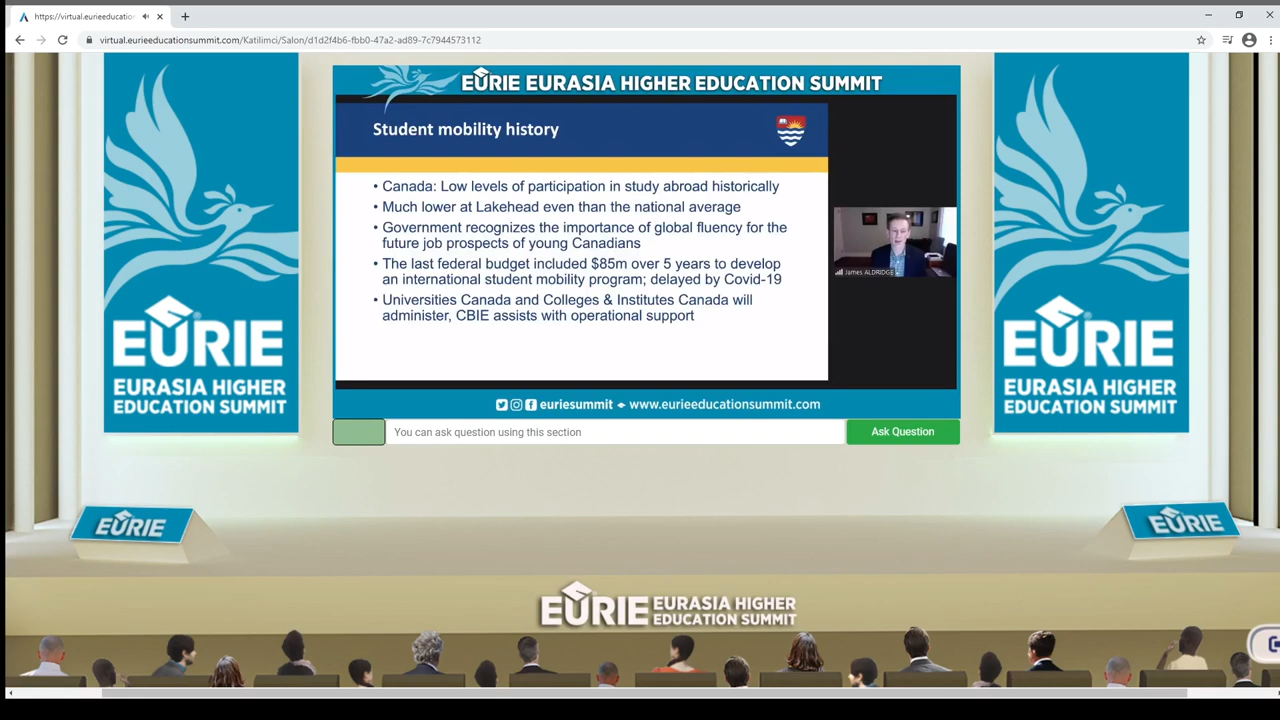 https://virtual.eurieeducation
virtual.eurieeducationsummit.com/Katilimci/Salon/d1d2f4b6-fbb0-47a2-ad89-7c7944573112
EURIE EURASIA HIGHER EDUCATION SUMMIT
Student mobility history
• Canada: Low levels of participation in study abroad historically
• Much lower at Lakehead even than the national average
• Government recognizes the importance of global fluency for the
future job prospects of young Canadians
• The last federal budget included $85m over 5 years to develop
an international student mobility program; delayed by Covid-19
• Universities Canada and Colleges & Institutes Canada will
administer, CBIE assists with operational support
James ALDRIDGE
euriesummit www.eurieeducationsummit.com
You can ask question using this section
Ask Question
EURIE
EURASIA HIGHER
EDUCATION SUMMIT
EURIE
EURASIA HIGHER
EDUCATION SUMMIT
EURIE
EURIE
EURIE EURASIA HIGHER
EDUCATION SUMMIT